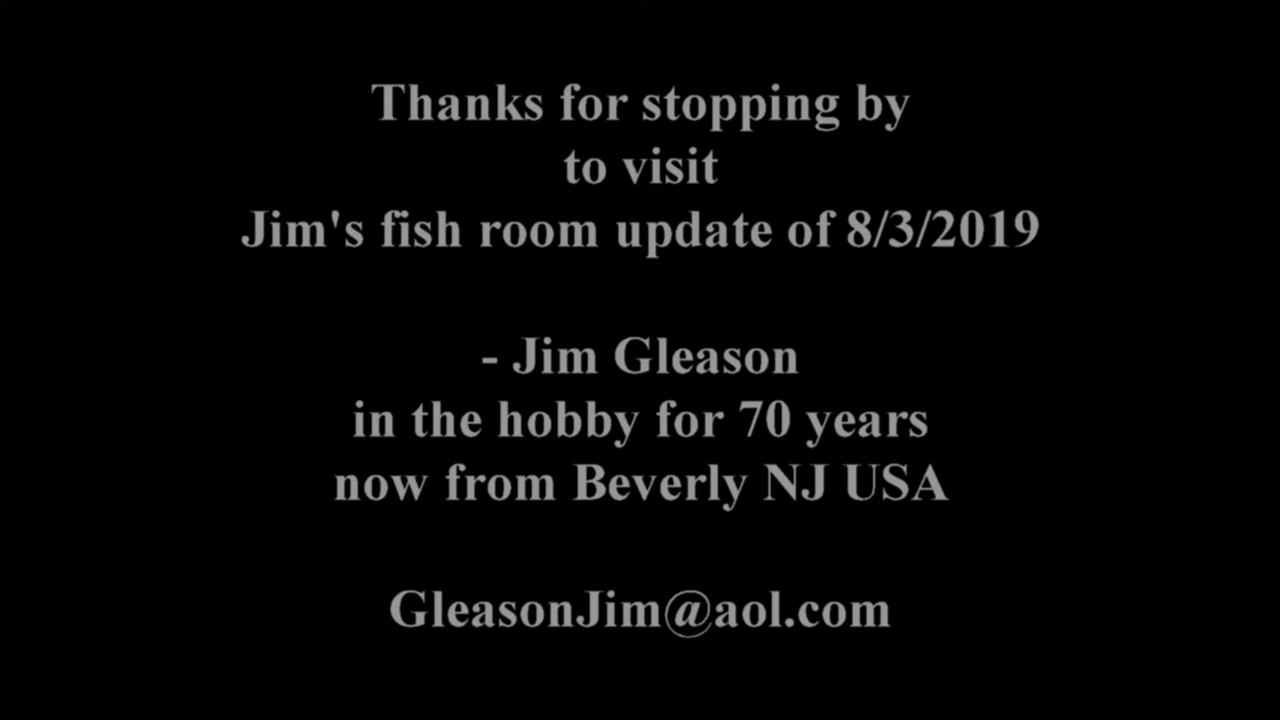 Thanks for stopping by
to visit
Jim's fish room update of 8/3/2019
- Jim Gleason
in the hobby for 70 years
now from Beverly NJ USA
GleasonJim@aol.com